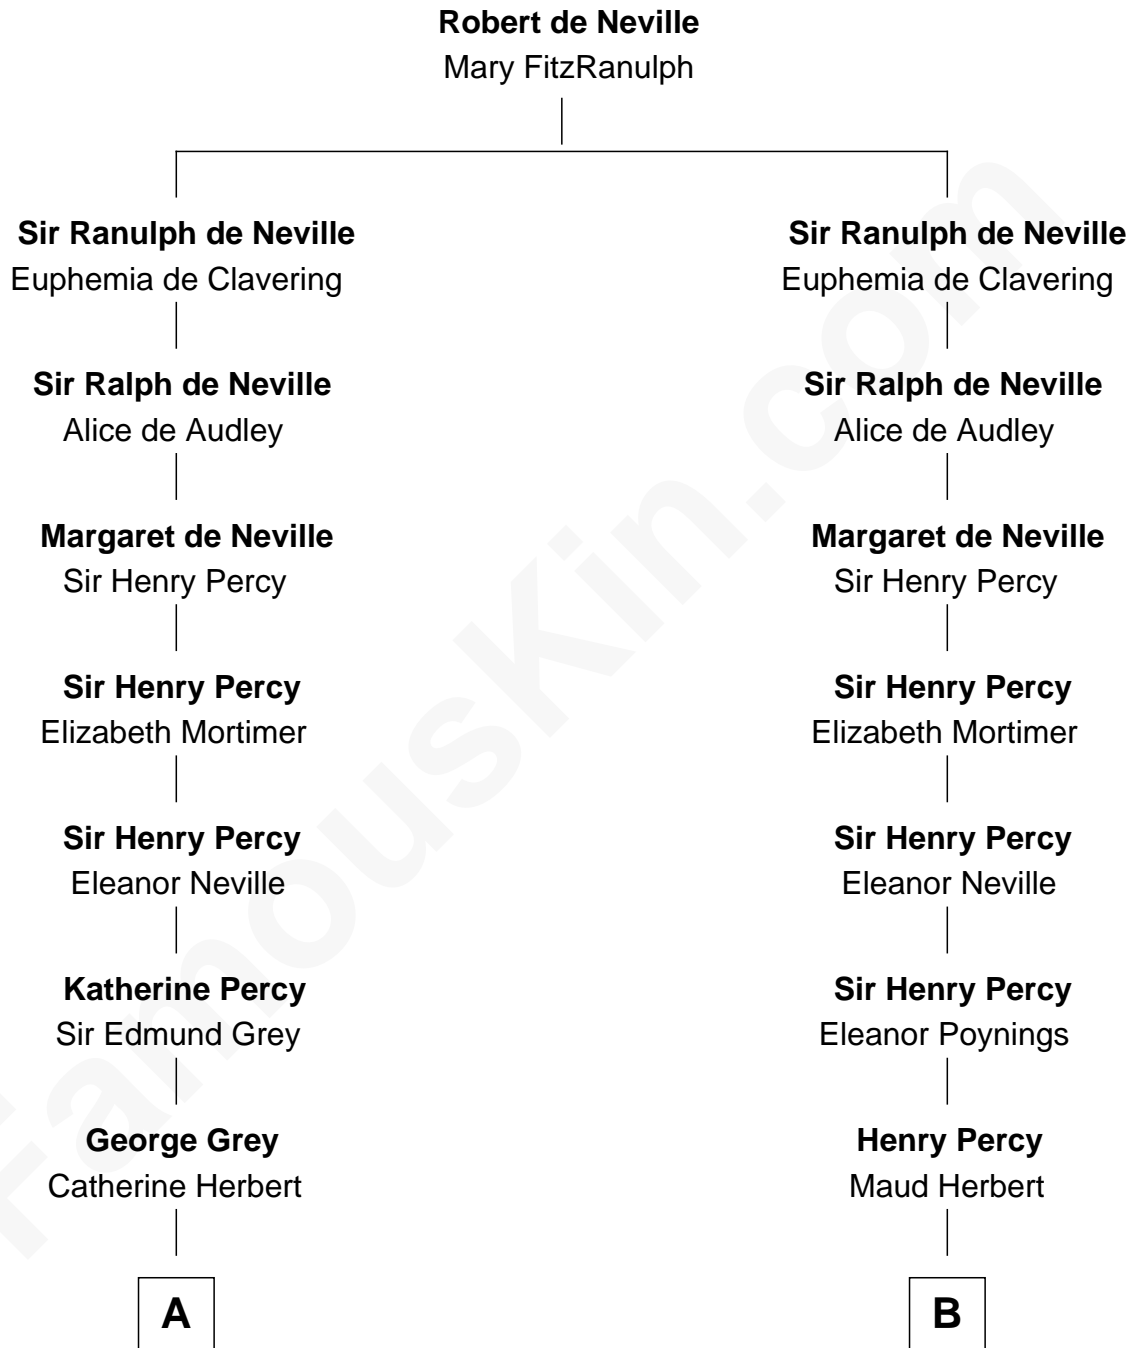 Robert de Neville
Mary FitzRanulph
Sir Ranulph de Neville
Euphemia de Clavering
Sir Ralph de Neville
Alice de Audley
Margaret de Neville
Sir Henry Percy
Sir Henry Percy
Elizabeth Mortimer
Sir Henry Percy
Eleanor Neville
Katherine Percy
Sir Edmund Grey
George Grey
Catherine Herbert
A
Sir Ranulph de Neville
Euphemia de Clavering
Sir Ralph de Neville
Alice de Audley
Margaret de Neville
Sir Henry Percy
Sir Henry Percy
Elizabeth Mortimer
Sir Henry Percy
Eleanor Neville
Sir Henry Percy
Eleanor Poynings
Henry Percy
Maud Herbert
B
FamousKin.com